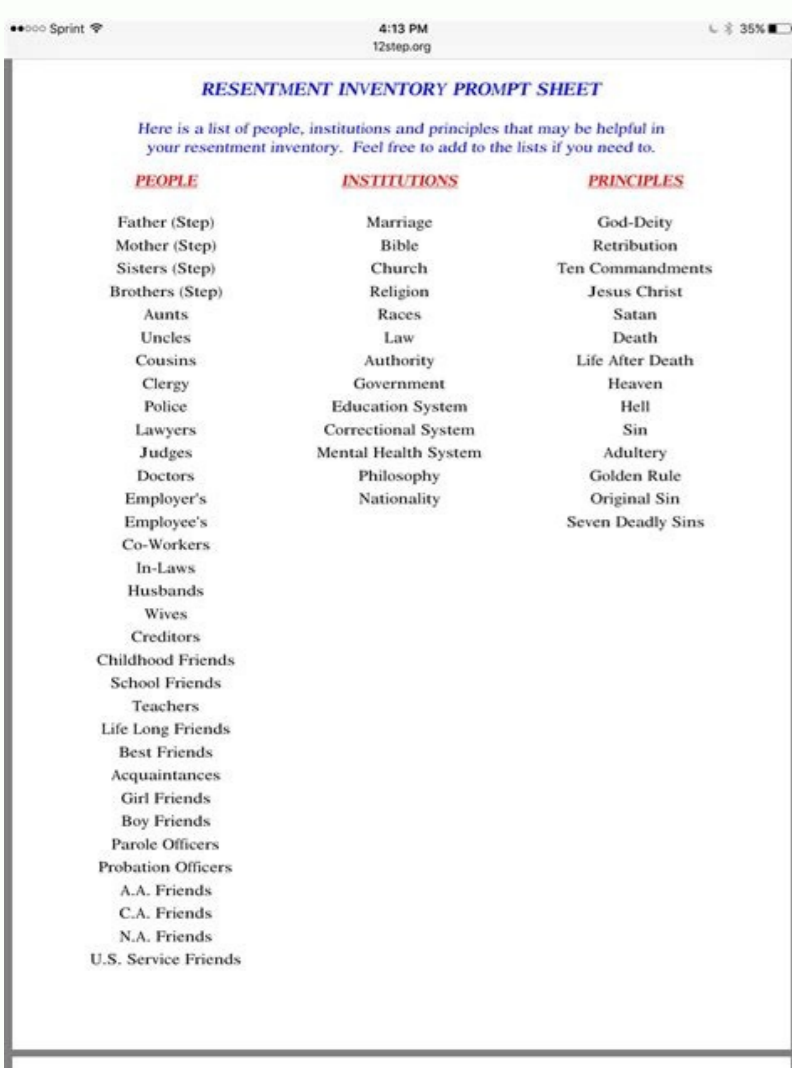 Sprint 4:13 PM 35%
12step.org
RESENTMENT INVENTORY PROMPT SHEET
Here is a list of people, institutions and principles that may be helpful in
your resentment inventory. Feel free to add to the lists if you need to.
PEOPLE
Father (Step)
Mother (Step)
Sisters (Step)
Brothers (Step)
Aunts
Uncles
Cousins
Clergy
Police
Lawyers
Judges
Doctors
Employer's
Employee's
Co-Workers
In-Laws
Husbands
Wives
Creditors
Childhood Friends
School Friends
Teachers
Life Long Friends
Best Friends
Acquaintances
Girl Friends
Boy Friends
Parole Officers
Probation Officers
A.A. Friends
C.A. Friends
N.A. Friends
U.S. Service Friends
INSTITUTIONS
Marriage
Bible
Church
Religion
Races
Law
Authority
Government
Education System
Correctional System
Mental Health System
Philosophy
Nationality
PRINCIPLES
God-Deity
Retribution
Ten Commandments
Jesus Christ
Satan
Death
Life After Death
Heaven
Hell
Sin
Adultery
Golden Rule
Original Sin
Seven Deadly Sins